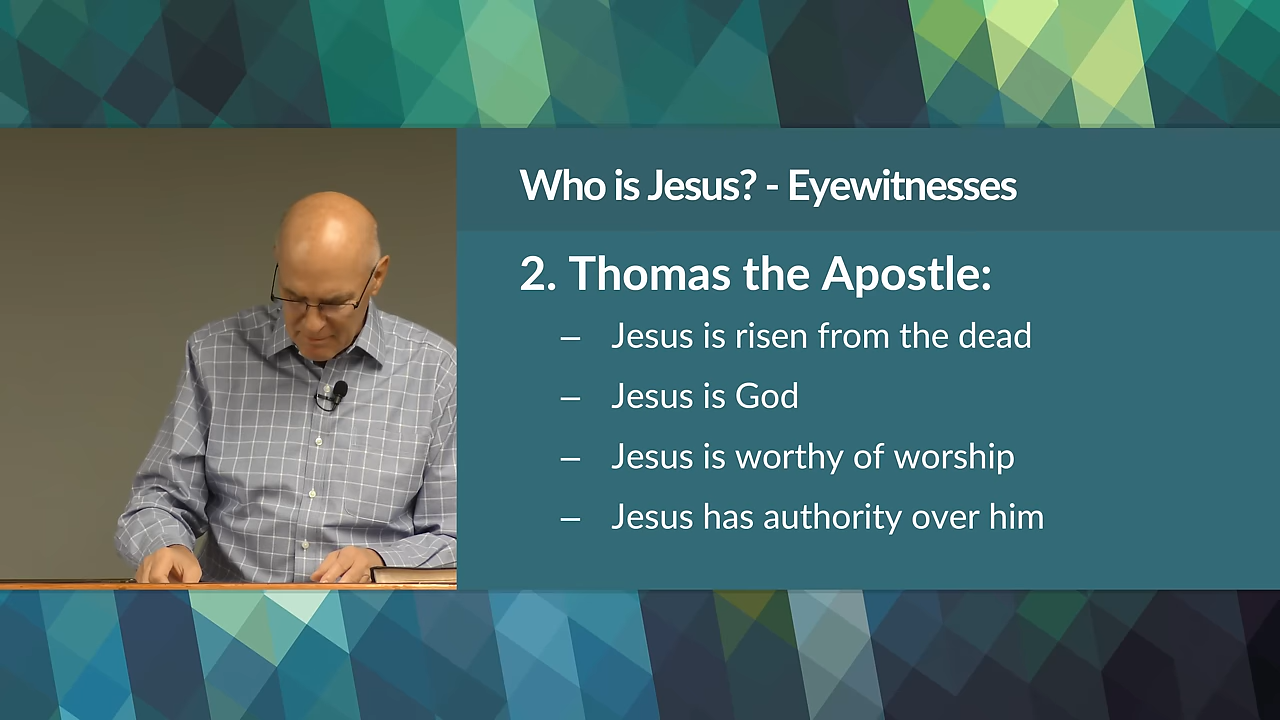 Who is Jesus? - Eyewitnesses
2. Thomas the Apostle:
– Jesus is risen from the dead
– Jesus is God
– Jesus is worthy of worship
– Jesus has authority over him